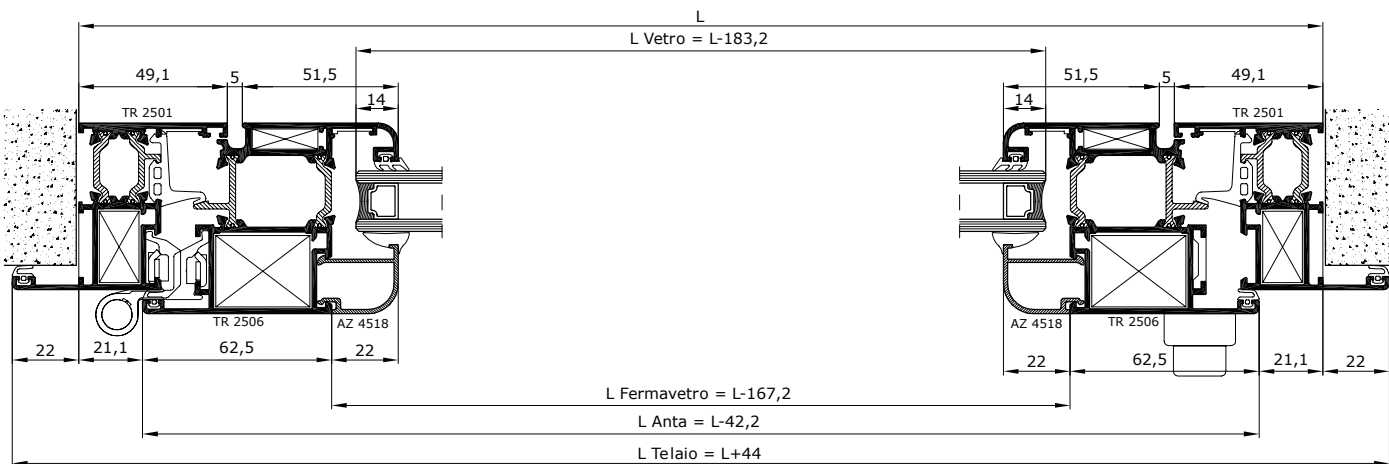 L
L Vetro = L-183,2
49,1 5 51,5 51,5 5 49,1
14 14
TR 2501 TR 2501
TR 2506 AZ 4518 AZ 4518 TR 2506
22 21,1 62,5 22 22 62,5 21,1 22
L Fermavetro = L-167,2
L Anta = L-42,2
L Telaio = L+44